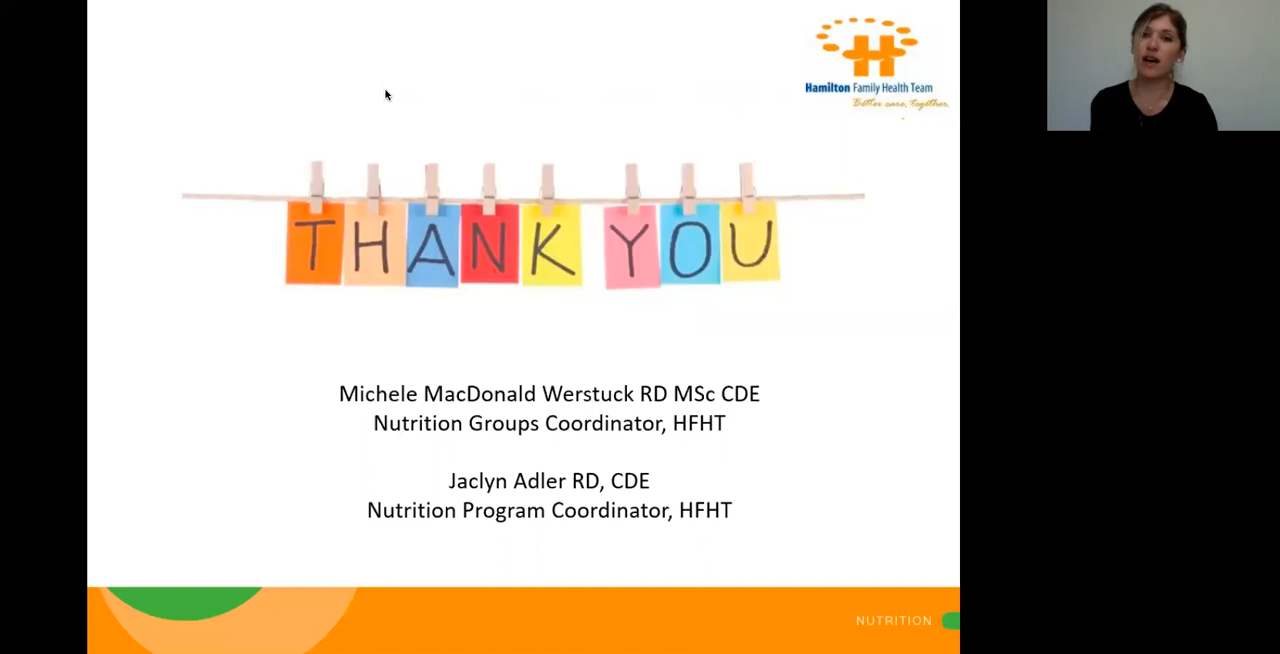 Hamilton Family Health Team
Better care, together.
THANK YOU
Michele MacDonald Werstuck RD MSc CDE
Nutrition Groups Coordinator, HFHT
Jaclyn Adler RD, CDE
Nutrition Program Coordinator, HFHT
NUTRITION